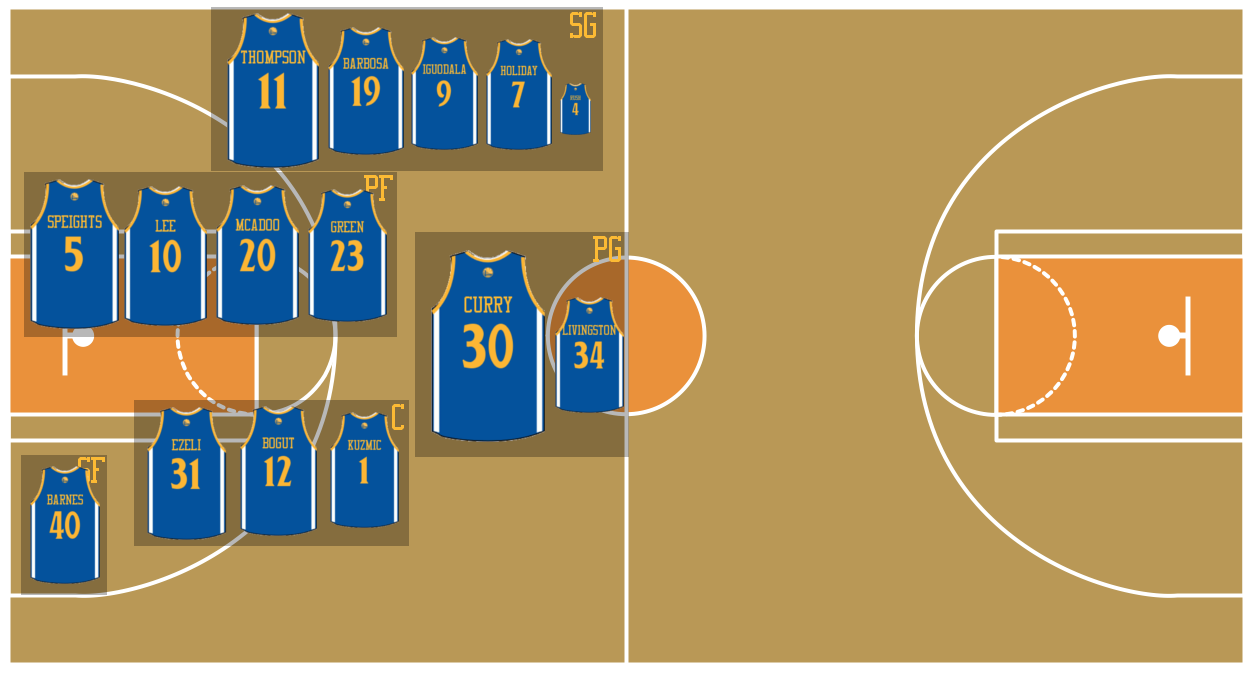 SG
THOMPSON
11
BARBOSA
19
IGUODALA
9
HOLIDAY
7
RUSH
4
PF
SPEIGHTS
5
LEE
10
MCADOO
20
GREEN
23
PG
CURRY
30
LIVINGSTON
34
C
EZELI
31
BOGUT
12
KUZMIC
1
SF
BARNES
40